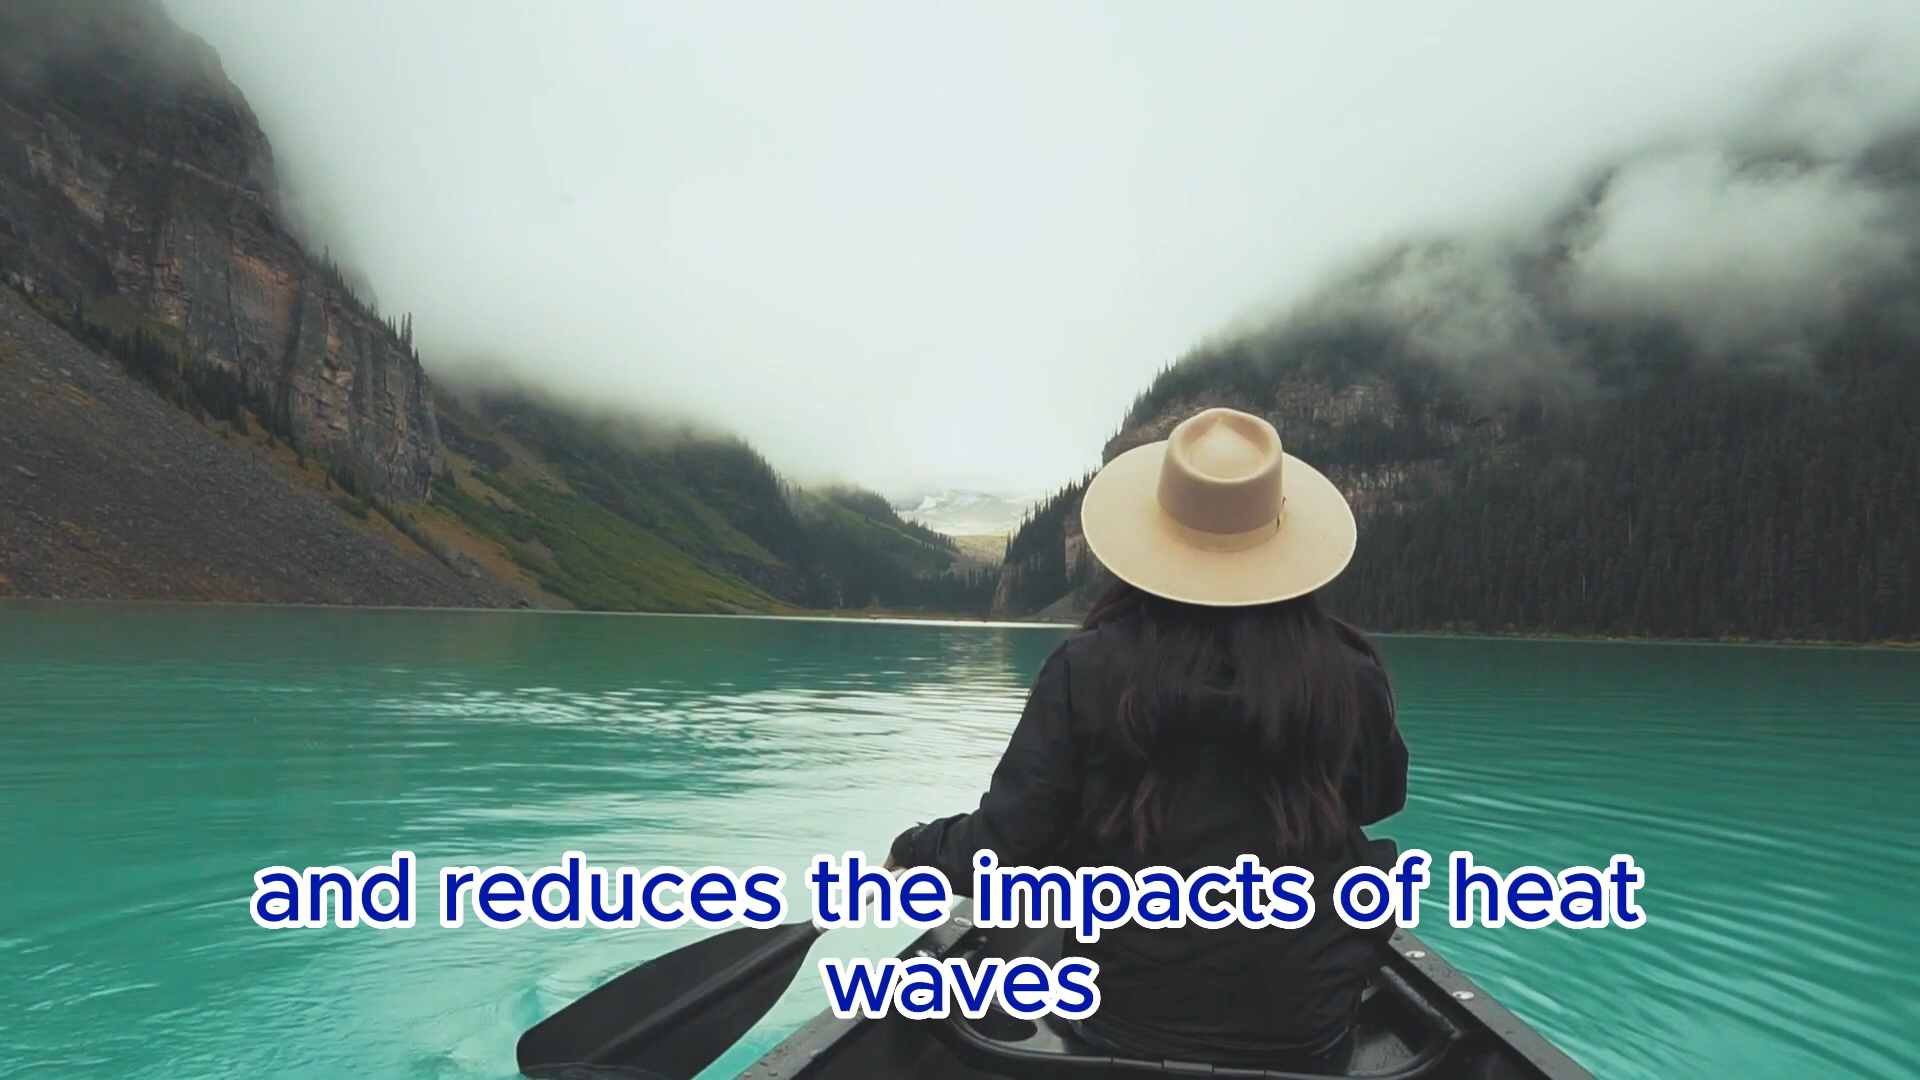 and reduces the impacts of heat
waves